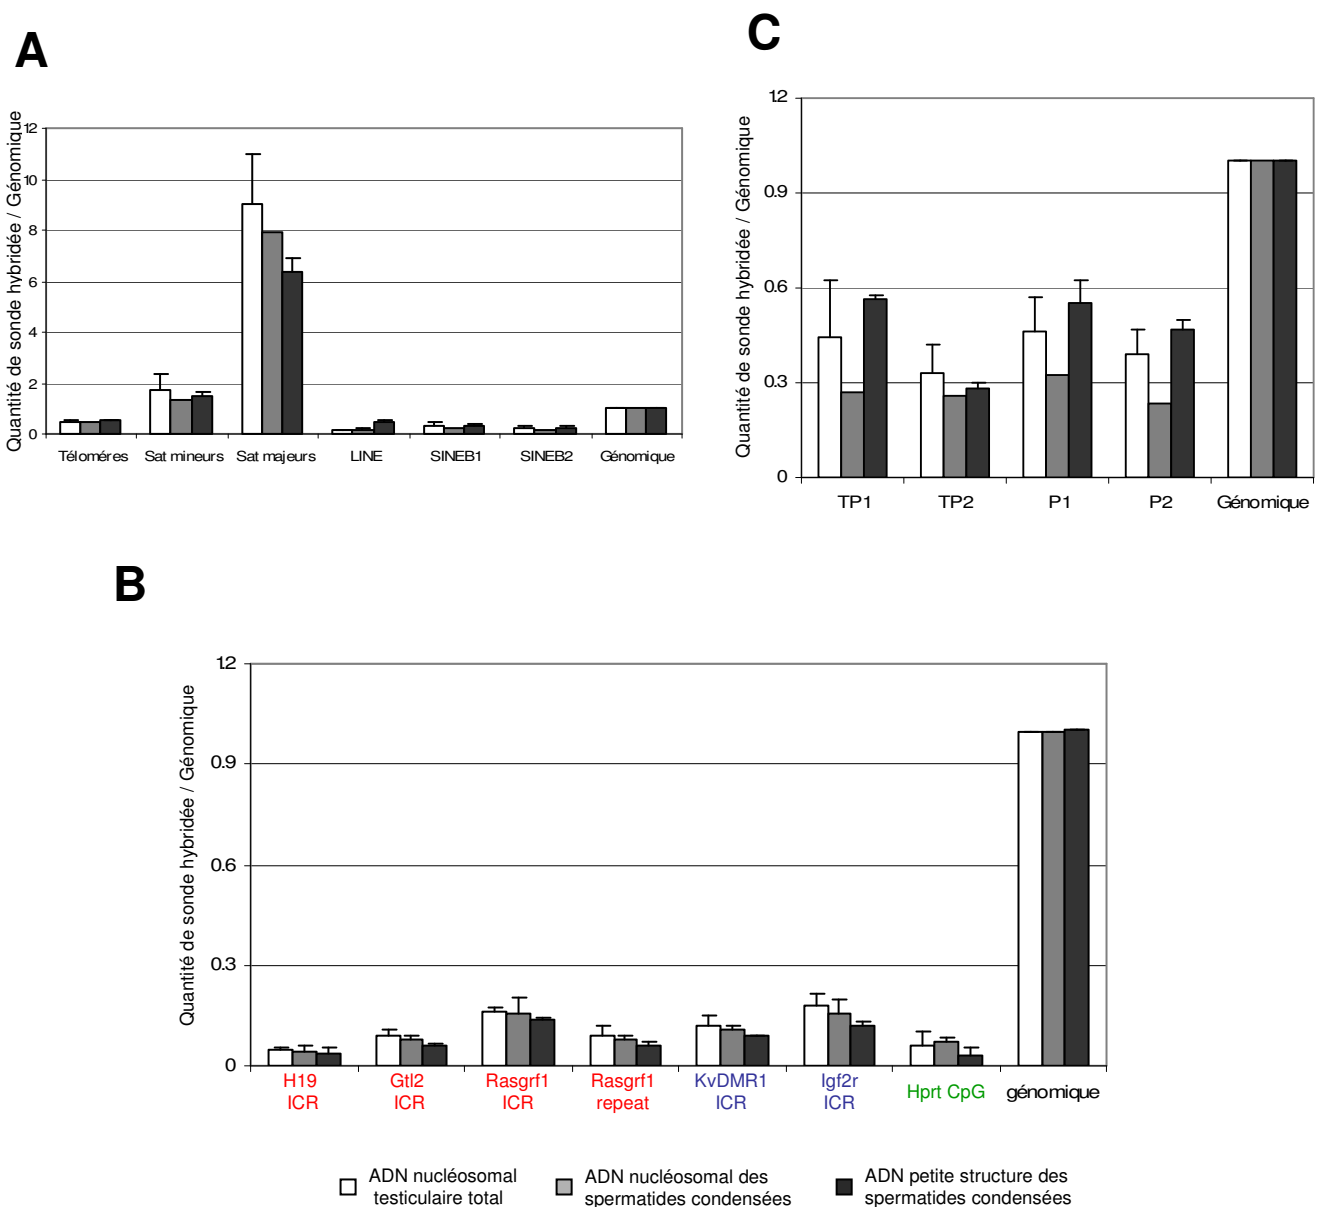 A
Quantité de sonde hybridée / Génomique
12
10
8
6
4
2
0
Téloméres Sat mineurs Sat majeurs LINE SINEB1 SINEB2 Génomique
C
Quantité de sonde hybridée / Génomique
1.2
0.9
0.6
0.3
0
TP1 TP2 P1 P2 Génomique
B
Quantité de sonde hybridée / Génomique
1.2
0.9
0.6
0.3
0
H19 ICR
Gtl2 ICR
Rasgrf1 ICR
Rasgrf1 repeat
KvDMR1 ICR
Igf2r ICR
Hprt CpG
génomique
ADN nucléosomal
testiculaire total
ADN nucléosomal des
spermatides condensées
ADN petite structure des
spermatides condensées